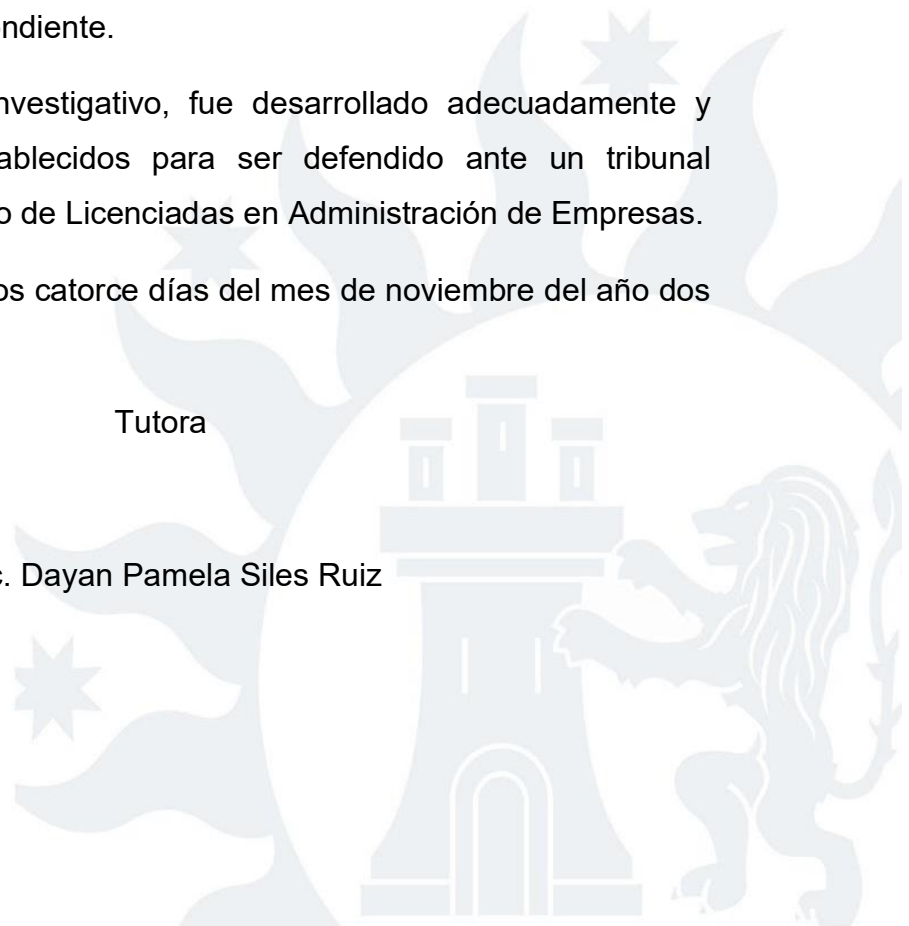 ndiente.
nvestigativo, fue desarrollado adecuadamente y
ablecidos para ser defendido ante un tribunal
o de Licenciadas en Administración de Empresas.
os catorce días del mes de noviembre del año dos
Tutora
c. Dayan Pamela Siles Ruiz